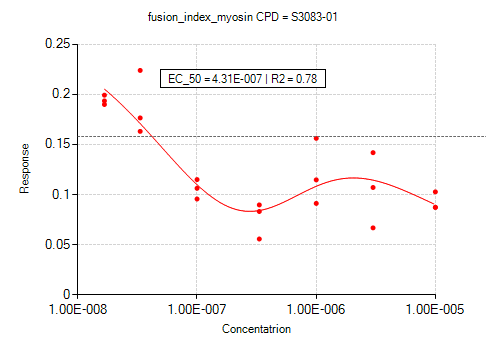 fusion_index_myosin CPD = S3083-01
0.25
EC_50 = 4.31E-007 | R2 = 0.78
0.2
0.15
Response
0.1
0.05
0
1.00E-008 1.00E-007 1.00E-006 1.00E-005
Concentatrion